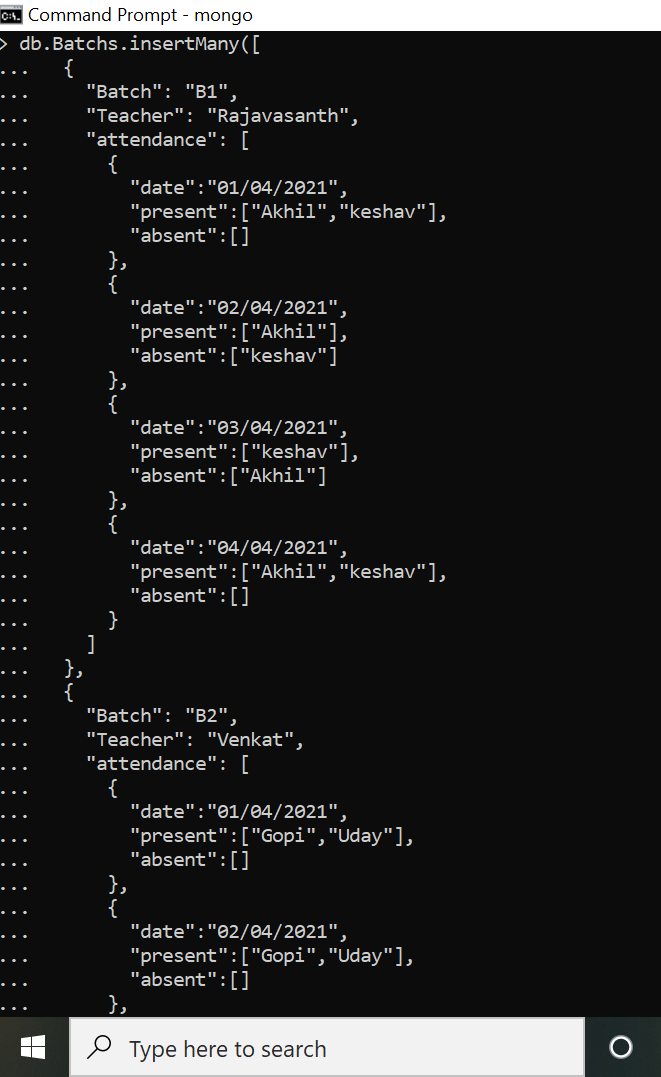 Command Prompt - mongo
> db.Batchs.insertMany([
...   {
...     "Batch": "B1",
...     "Teacher": "Rajavasanth",
...     "attendance": [
...       {
...         "date":"01/04/2021",
...         "present":["Akhil","keshav"],
...         "absent":[]
...       },
...       {
...         "date":"02/04/2021",
...         "present":["Akhil"],
...         "absent":["keshav"]
...       },
...       {
...         "date":"03/04/2021",
...         "present":["keshav"],
...         "absent":["Akhil"]
...       },
...       {
...         "date":"04/04/2021",
...         "present":["Akhil","keshav"],
...         "absent":[]
...       }
...     ]
...   },
...   {
...     "Batch": "B2",
...     "Teacher": "Venkat",
...     "attendance": [
...       {
...         "date":"01/04/2021",
...         "present":["Gopi","Uday"],
...         "absent":[]
...       },
...       {
...         "date":"02/04/2021",
...         "present":["Gopi","Uday"],
...         "absent":[]
...       },
Type here to search